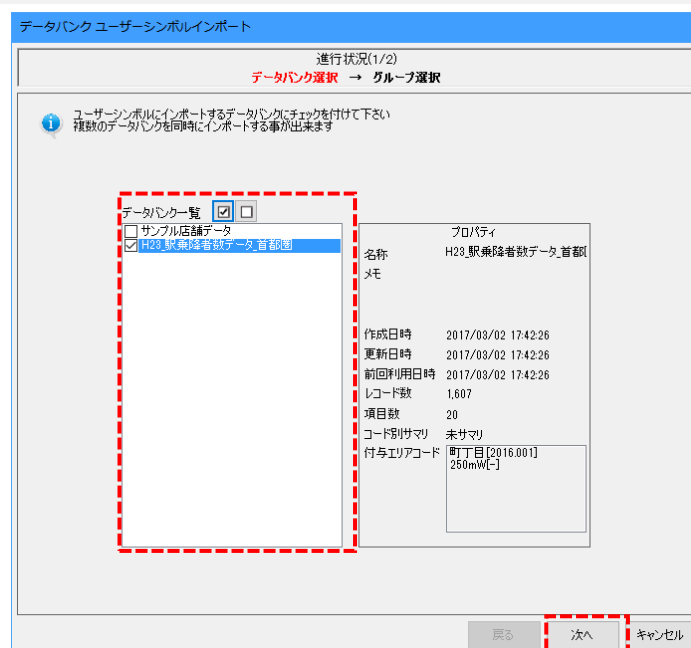 データバンク ユーザーシンボルインポート
進行状況(1/2)
データバンク選択 → グループ選択
ユーザーシンボルにインポートするデータバンクにチェックを付けて下さい
複数のデータバンクを同時にインポートする事が出来ます
データバンク一覧
サンプル店舗データ
H23_駅乗降者数データ_首都圏
プロパティ
名称 H23_駅乗降者数データ_首都
メモ
作成日時 2017/03/02 17:42:26
更新日時 2017/03/02 17:42:26
前回利用日時 2017/03/02 17:42:26
レコード数 1,607
項目数 20
コード別サマリ 未サマリ
付与エリアコード 町丁目[2016.001]
250mW[-]
戻る 次へ キャンセル